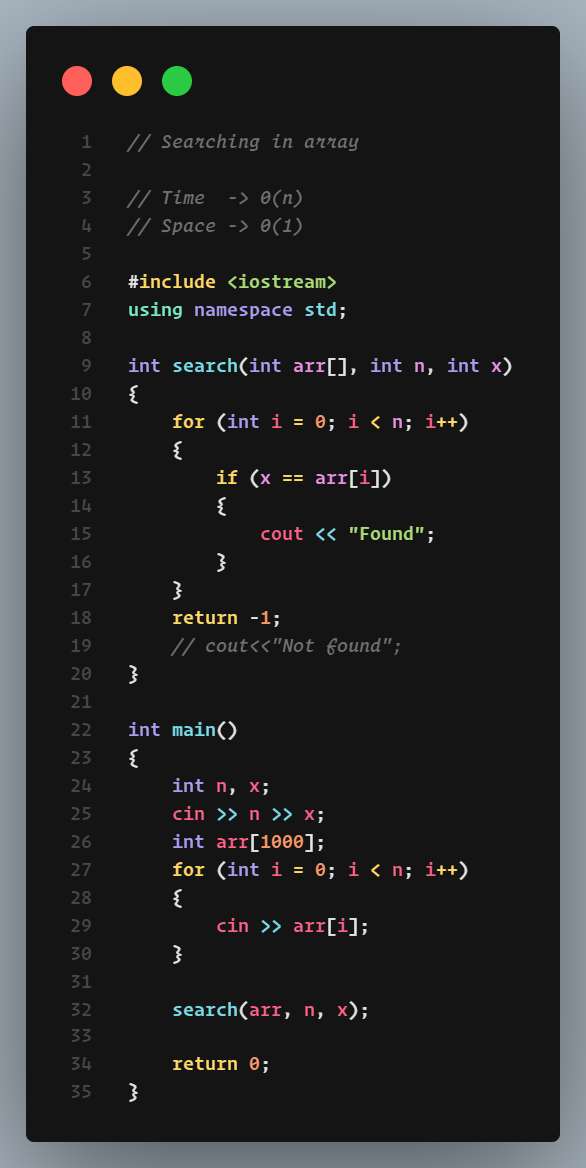 1 // Searching in array
2
3 // Time  -> O(n)
4 // Space -> O(1)
5
6 #include <iostream>
7 using namespace std;
8
9 int search(int arr[], int n, int x)
10 {
11     for (int i = 0; i < n; i++)
12     {
13         if (x == arr[i])
14         {
15             cout << "Found";
16         }
17     }
18     return -1;
19     // cout<<"Not found";
20 }
21
22 int main()
23 {
24     int n, x;
25     cin >> n >> x;
26     int arr[1000];
27     for (int i = 0; i < n; i++)
28     {
29         cin >> arr[i];
30     }
31
32     search(arr, n, x);
33
34     return 0;
35 }